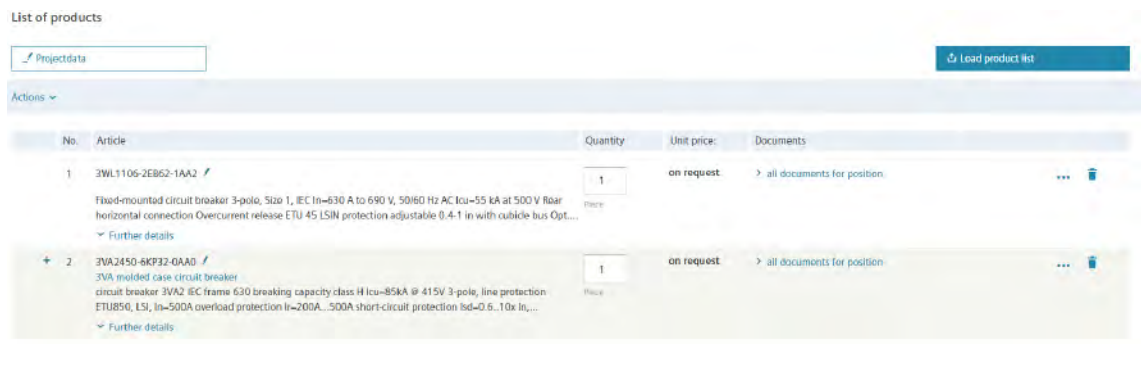 List of products
Projectdata
Load product list
Actions
No. Article Quantity Unit price: Documents
1 3WL1106-2EB62-1AA2 1 on request all documents for position
Fixed-mounted circuit breaker 3-pole, Size 1, IEC In=630 A to 690 V, 50/60 Hz AC Icu=55 kA at 500 V Rear
Piece
horizontal connection Overcurrent release ETU 45 LSIN protection adjustable 0.4-1 in with cubicle bus Opt....
Further details
+ 2 3VA2450-6KP32-0AA0 1 on request all documents for position
3VA molded case circuit breaker
circuit breaker 3VA2 IEC frame 630 breaking capacity class H Icu=85kA @ 415V 3-pole, line protection
Piece
ETU850, LSI, In=500A overload protection Ir=200A...500A short-circuit protection Isd=0.6..10x In,...
Further details